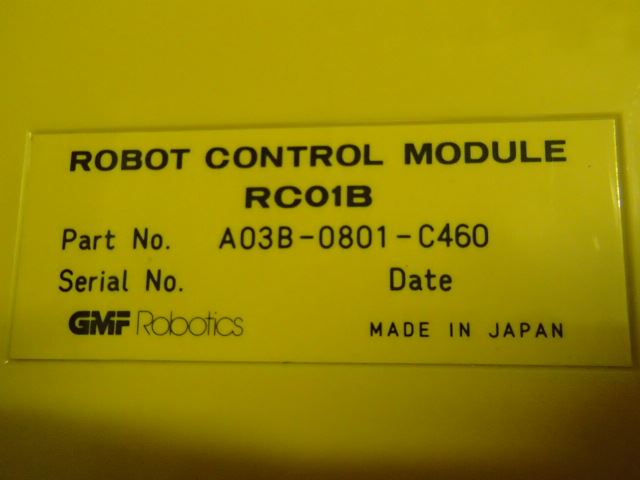 ROBOT CONTROL MODULE
RC01B
Part No. A03B-0801-C460
Serial No. Date
GMF Robotics MADE IN JAPAN